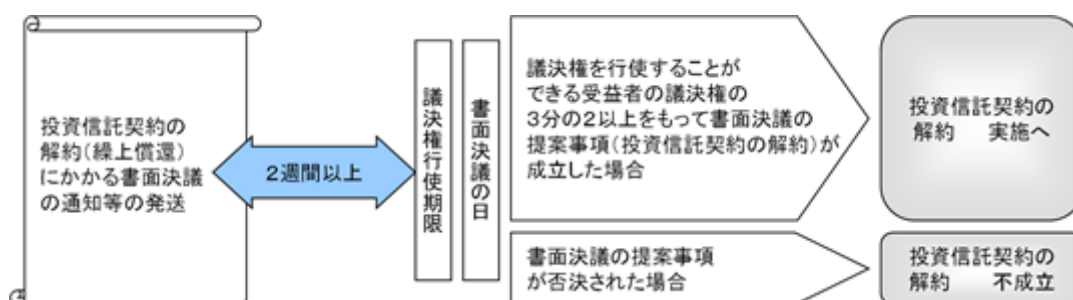 投資信託契約の
解約(繰上償還)
にかかる書面決議
の通知等の発送
2週間以上
議決権行使期限
書面決議の日
議決権を行使することが
できる受益者の議決権の
3分の2以上をもって書面決議の
提案事項(投資信託契約の解約)が
成立した場合
投資信託契約の
解約 実施へ
書面決議の提案事項
が否決された場合
投資信託契約の
解約 不成立